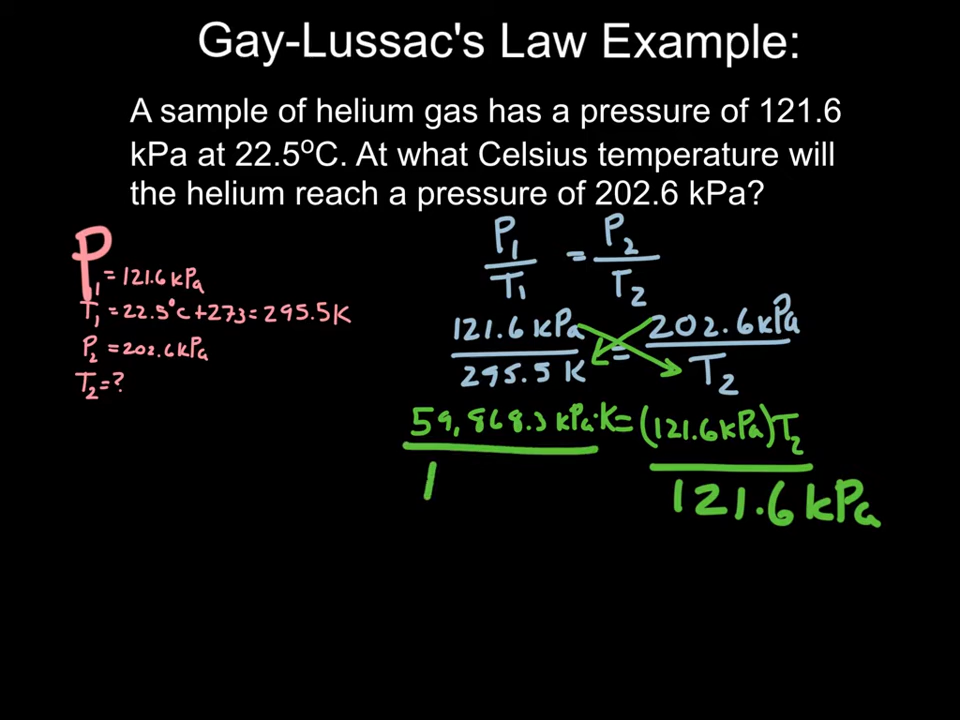 Gay-Lussac's Law Example:
A sample of helium gas has a pressure of 121.6
kPa at 22.5°C. At what Celsius temperature will
the helium reach a pressure of 202.6 kPa?
P₁ = 121.6 kPa
T₁ = 22.5°C + 273 = 295.5 K
P₂ = 202.6 kPa
T₂ = ?
P₁ = P₂
T₁ T₂
121.6 kPa = 202.6 kPa
295.5 K T₂
59,868.3 kPa·K = (121.6 kPa) T₂
1 121.6 kPa